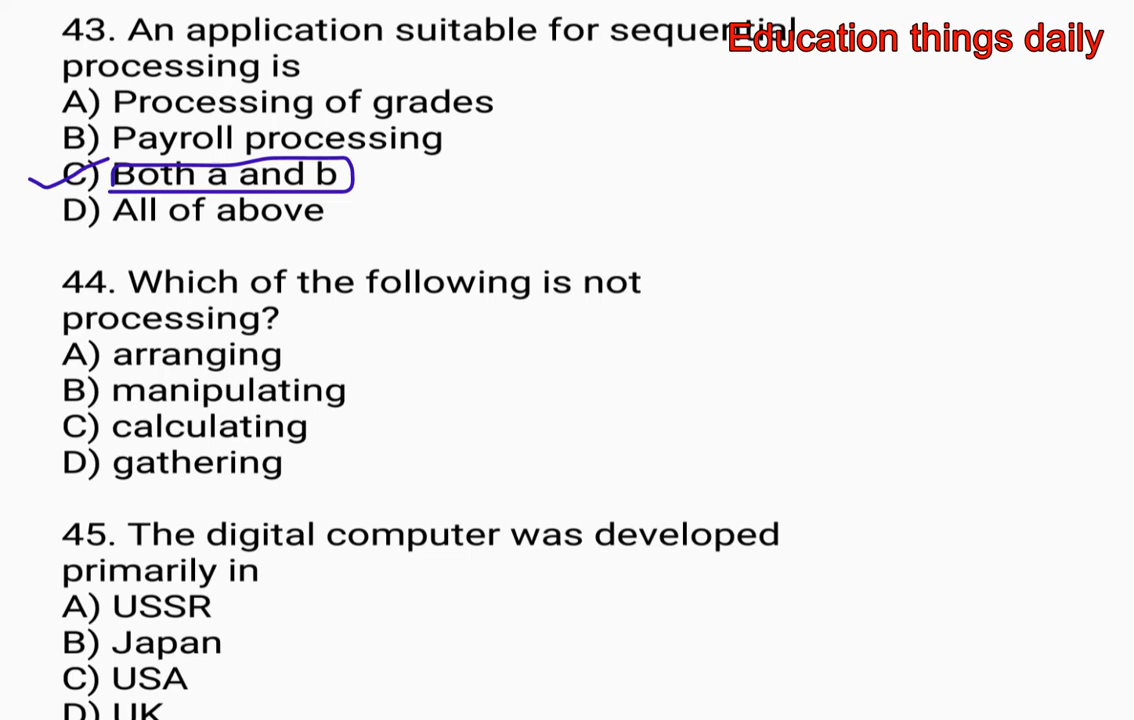 43. An application suitable for sequential
Education things daily
processing is
A) Processing of grades
B) Payroll processing
C) Both a and b
D) All of above
44. Which of the following is not
processing?
A) arranging
B) manipulating
C) calculating
D) gathering
45. The digital computer was developed
primarily in
A) USSR
B) Japan
C) USA
D) UK